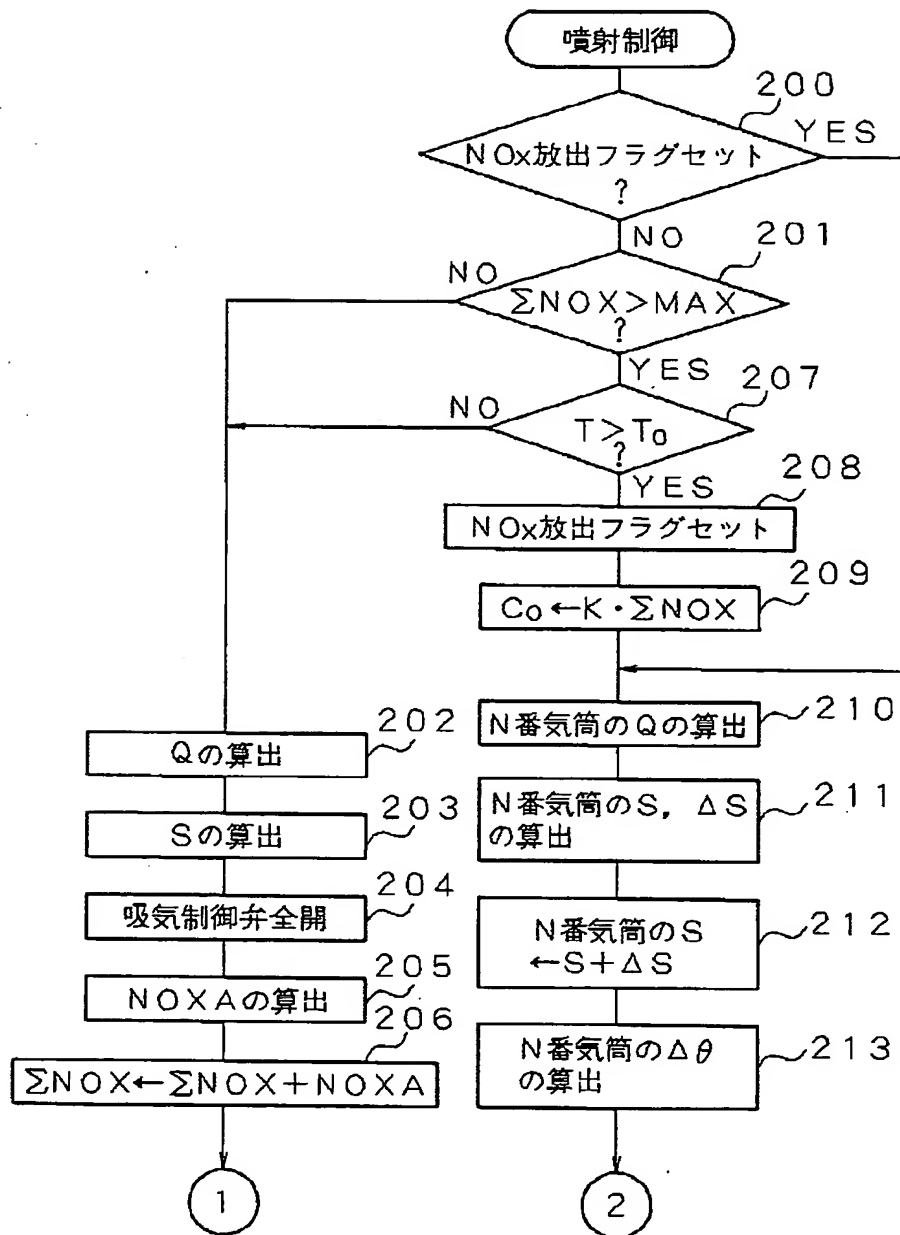 噴射制御
200
YES
NOx放出フラグセット
?
NO
201
NO
ΣNOX>MAX
?
YES
207
NO
T>T₀
?
YES
208
NOx放出フラグセット
209
C₀←K・ΣNOX
202
Qの算出
203
Sの算出
204
吸気制御弁全開
205
NOXAの算出
206
ΣNOX←ΣNOX+NOXA
1
N番気筒のQの算出
210
N番気筒のS, ΔS
の算出
211
N番気筒のS
←S+ΔS
212
N番気筒のΔθ
の算出
213
2